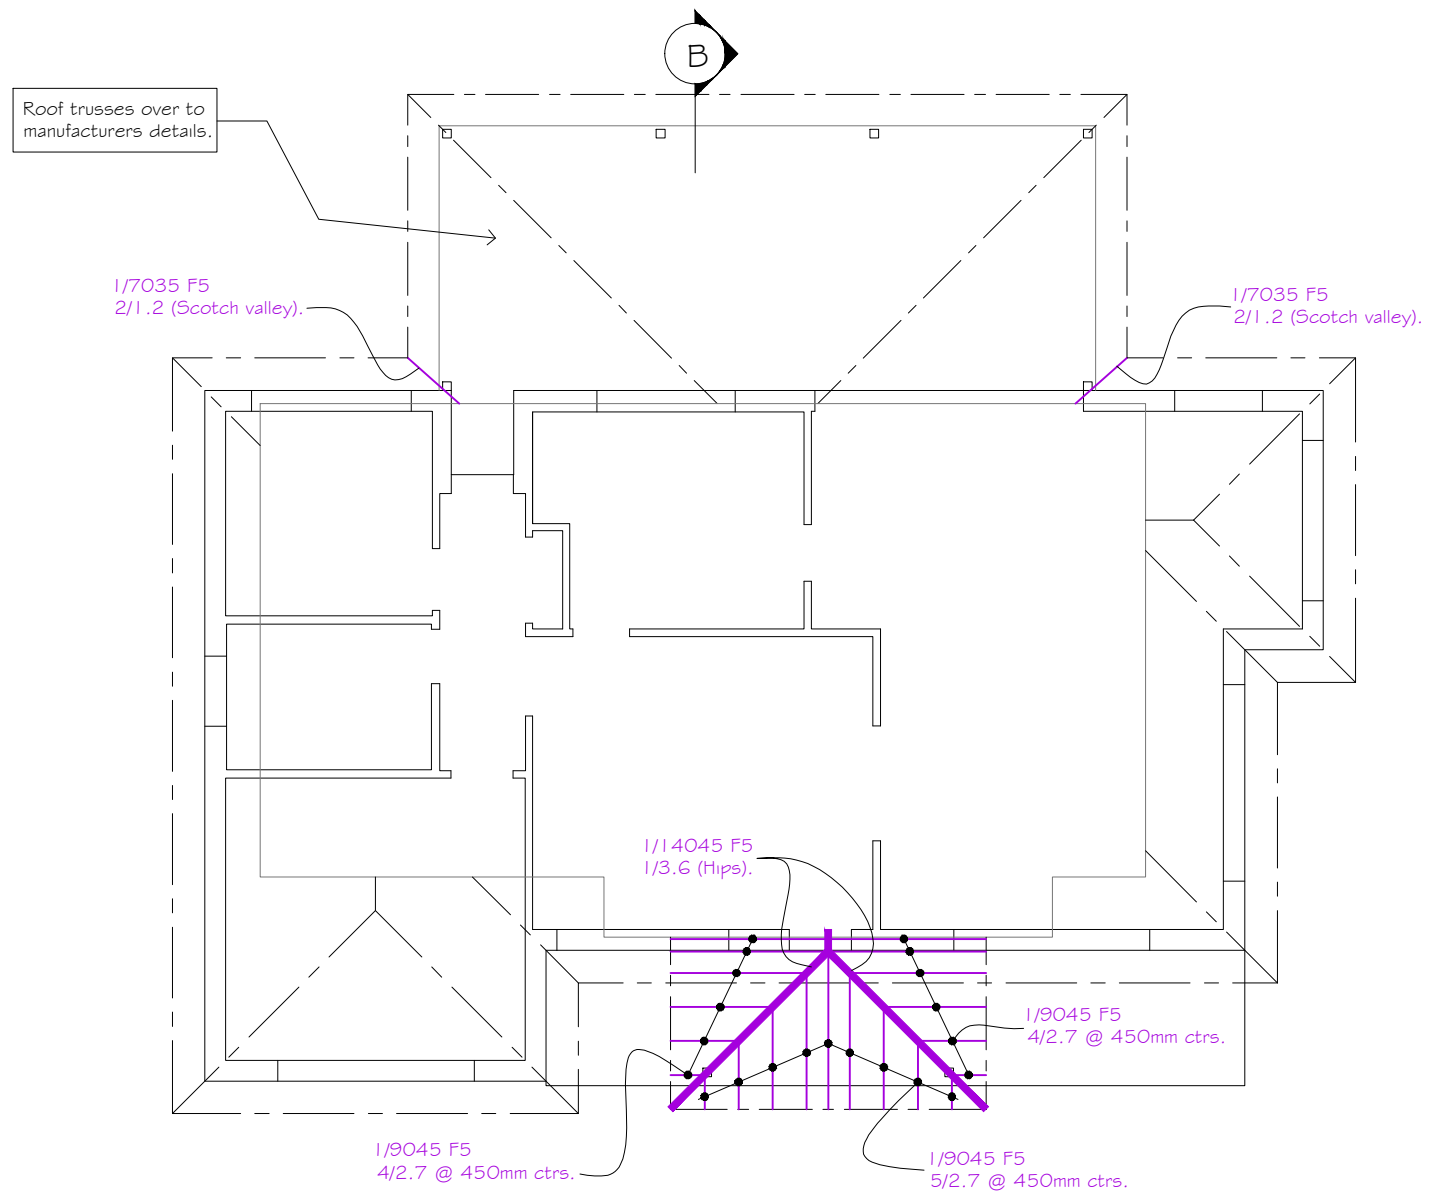 B
Roof trusses over to
manufacturers details.
1/7035 F5
2/1.2 (Scotch valley).
1/7035 F5
2/1.2 (Scotch valley).
1/14045 F5
1/3.6 (Hips).
1/9045 F5
4/2.7 @ 450mm ctrs.
1/9045 F5
4/2.7 @ 450mm ctrs.
1/9045 F5
5/2.7 @ 450mm ctrs.